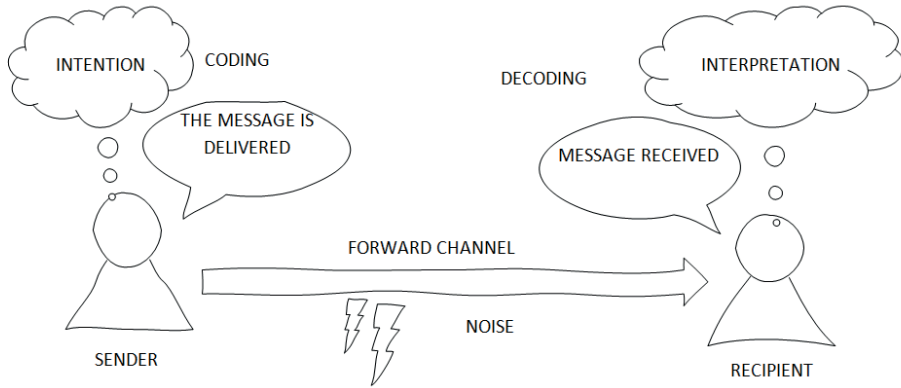 INTENTION
CODING
DECODING
INTERPRETATION
THE MESSAGE IS
DELIVERED
MESSAGE RECEIVED
FORWARD CHANNEL
NOISE
SENDER
RECIPIENT